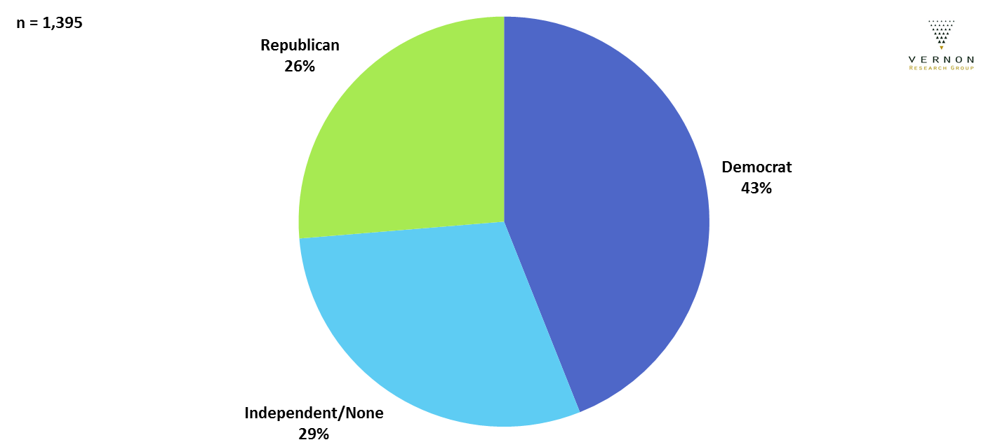 n = 1,395
Republican
26%
VERNON
RESEARCH GROUP
Democrat
43%
Independent/None
29%